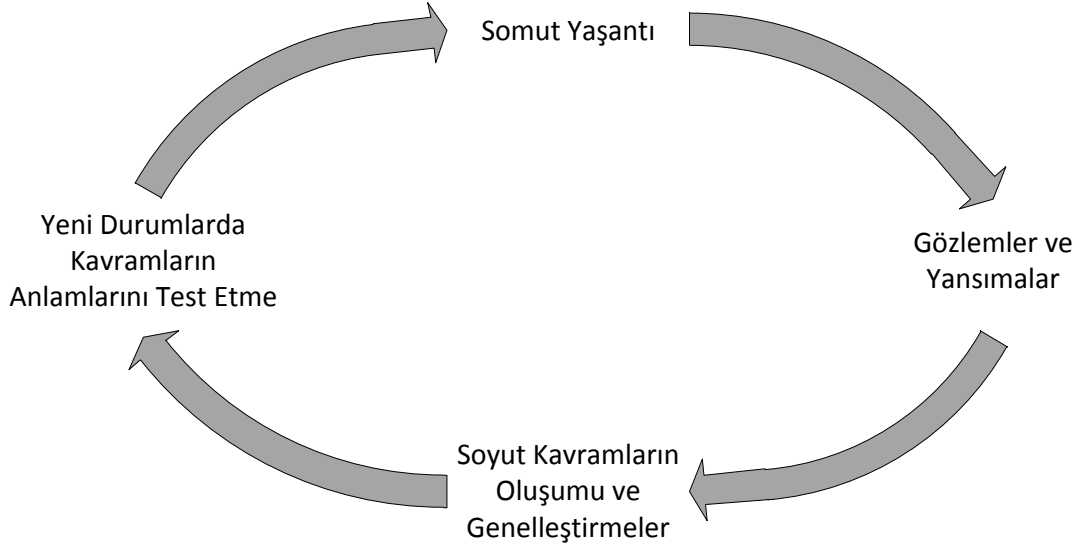 Somut Yaşantı
Gözlemler ve
Yansımalar
Soyut Kavramların
Oluşumu ve
Genelleştirmeler
Yeni Durumlarda
Kavramların
Anlamlarını Test Etme